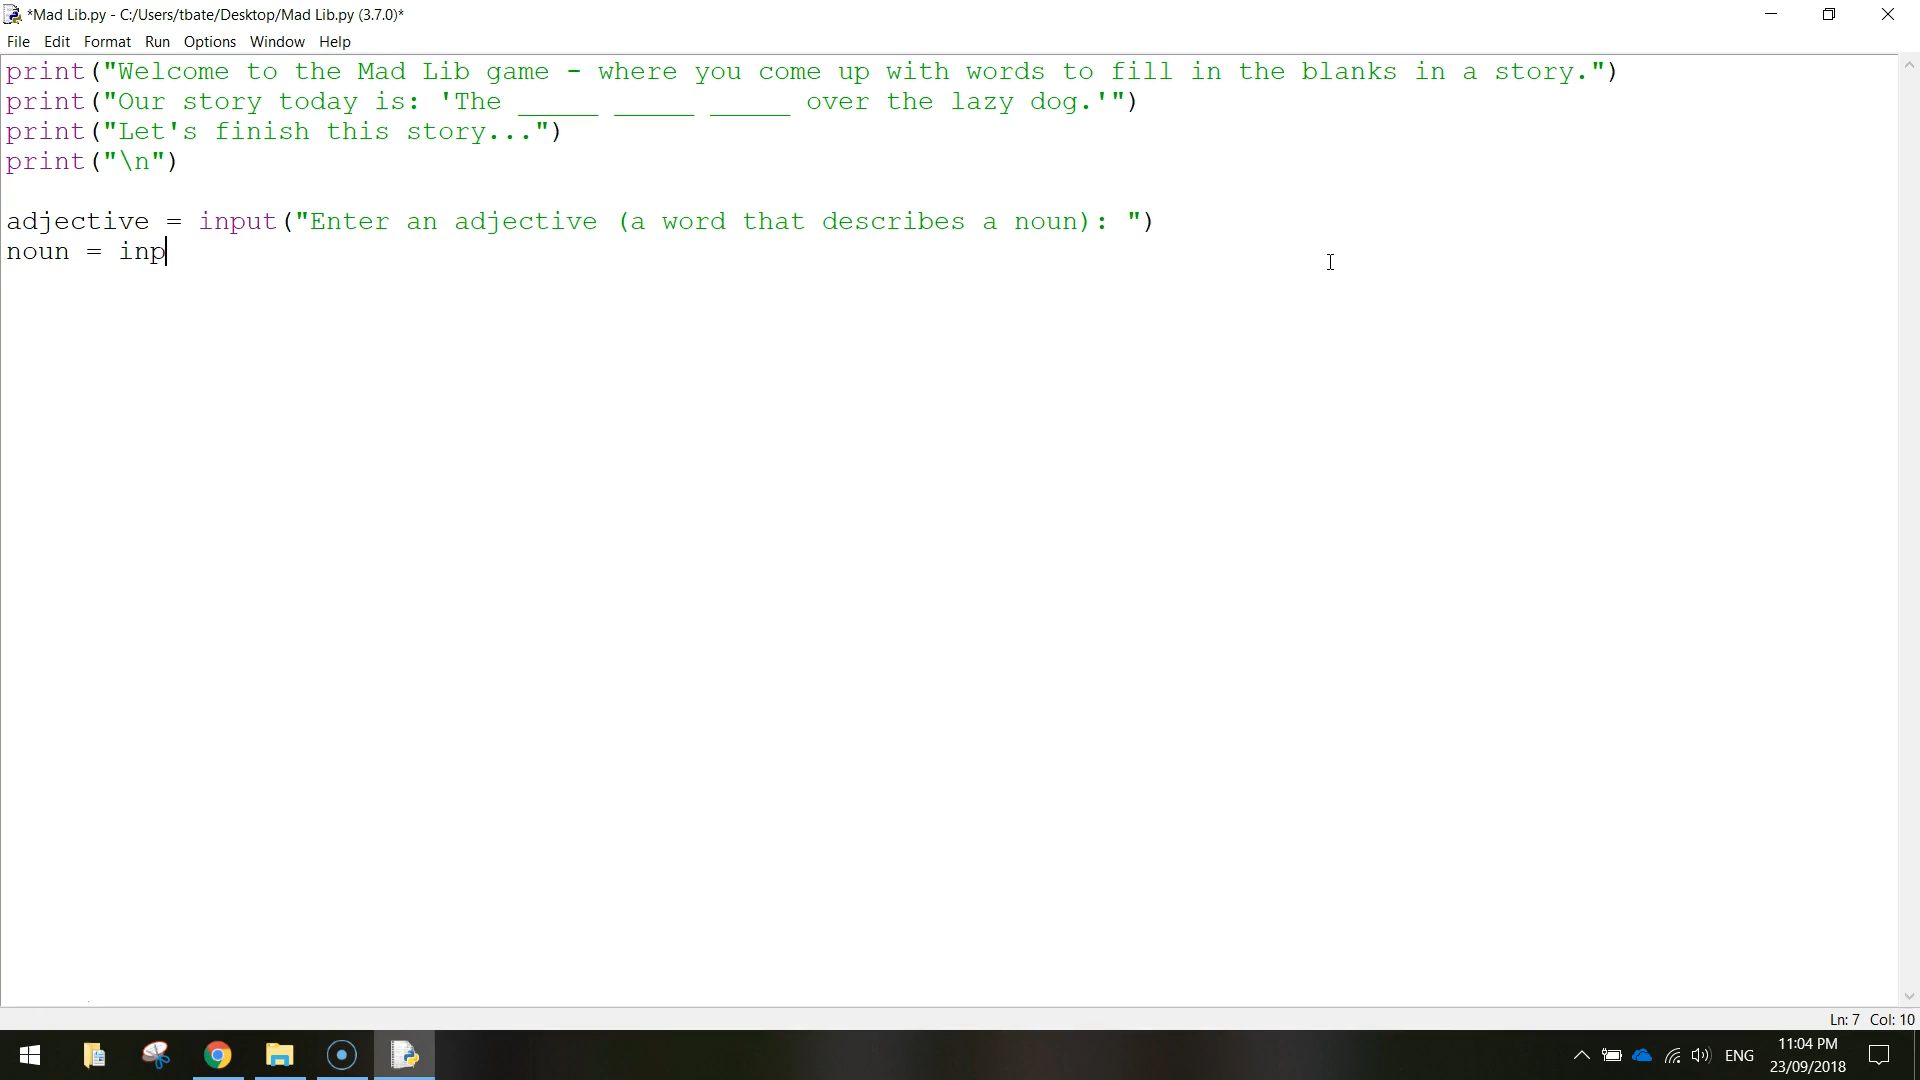 *Mad Lib.py - C:/Users/tbate/Desktop/Mad Lib.py (3.7.0)*
File Edit Format Run Options Window Help
print("Welcome to the Mad Lib game - where you come up with words to fill in the blanks in a story.")
print("Our story today is: 'The _____ _____ _____ over the lazy dog.'")
print("Let's finish this story...")
print("\n")
adjective = input("Enter an adjective (a word that describes a noun): ")
noun = inp
Ln: 7 Col: 10
ENG
11:04 PM
23/09/2018